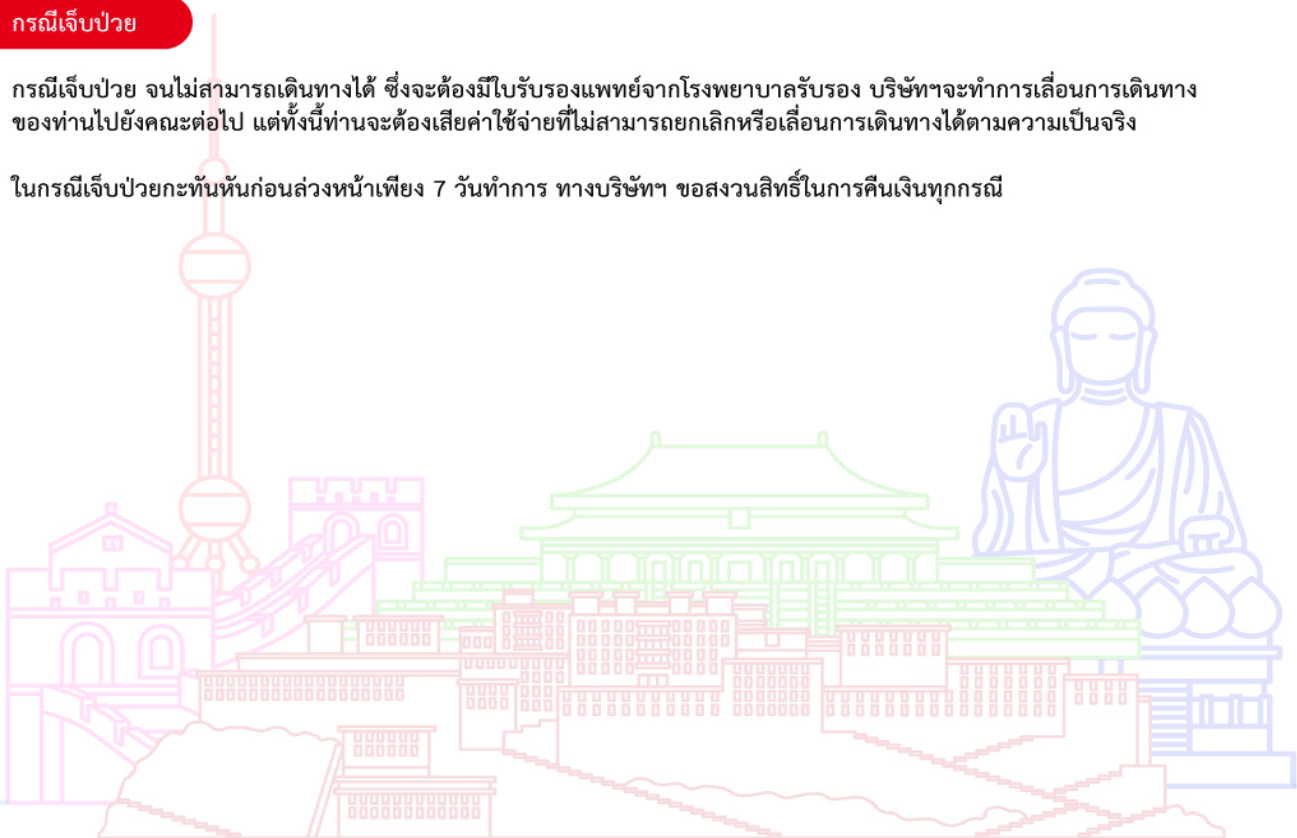 กรณีเจ็บป่วย
กรณีเจ็บป่วย จนไม่สามารถเดินทางได้ ซึ่งจะต้องมีใบรับรองแพทย์จากโรงพยาบาลรับรอง บริษัทฯจะทำการเลื่อนการเดินทาง
ของท่านไปยังคณะต่อไป แต่ทั้งนี้ท่านจะต้องเสียค่าใช้จ่ายที่ไม่สามารถยกเลิกหรือเลื่อนการเดินทางได้ตามความเป็นจริง
ในกรณีเจ็บป่วยกะทันหันก่อนล่วงหน้าเพียง 7 วันทำการ ทางบริษัทฯ ขอสงวนสิทธิ์ในการคืนเงินทุกกรณี